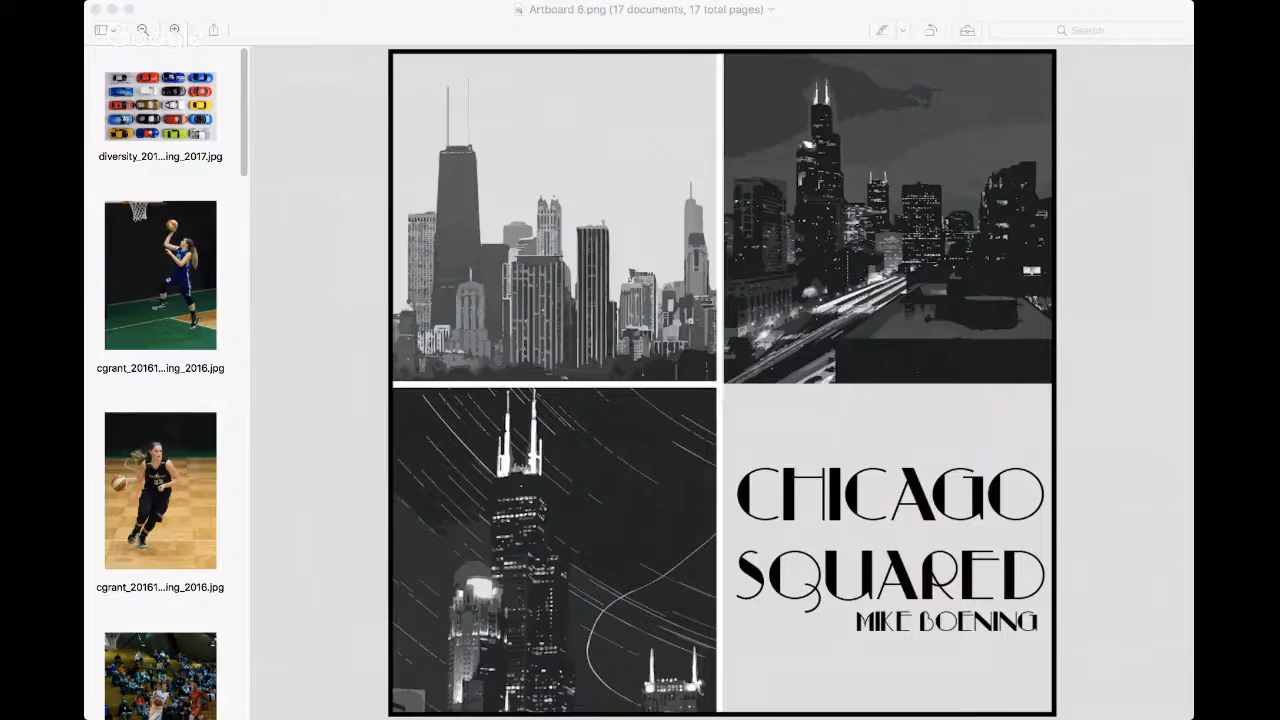 Artboard 6.png (17 documents, 17 total pages)
Google
Search
diversity_201...ing_2017.jpg
cgrant_20161...ing_2016.jpg
cgrant_20161...ing_2016.jpg
CHICAGO
SQUARED
MIKE BOENING